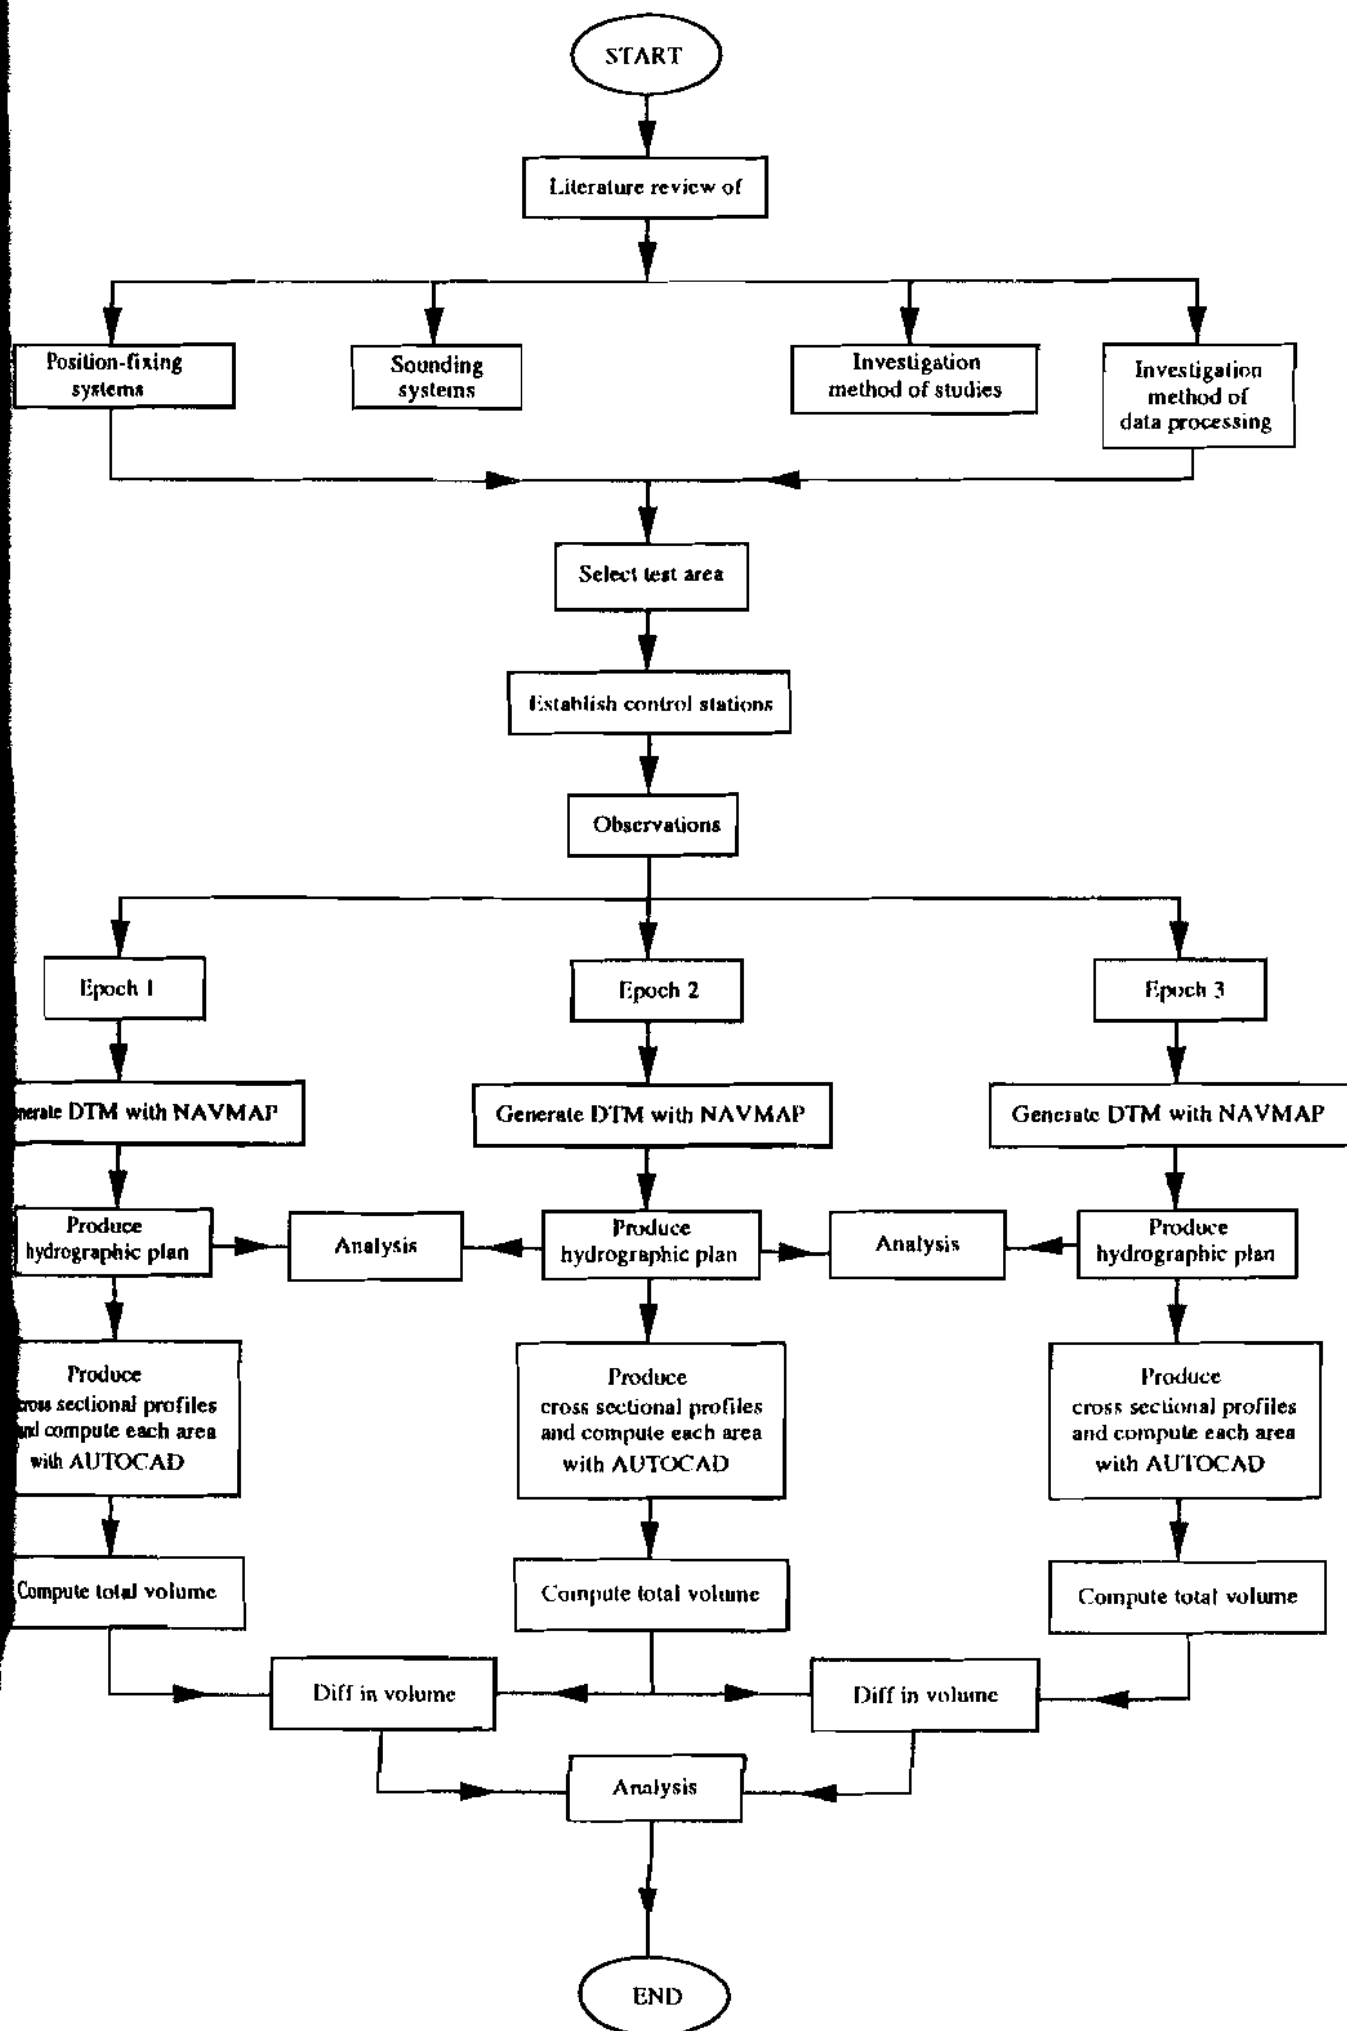 START
Literature review of
Position-fixing
systems
Sounding
systems
Investigation
method of studies
Investigation
method of
data processing
Select test area
Establish control stations
Observations
Epoch 1
Epoch 2
Epoch 3
nerate DTM with NAVMAP
Generate DTM with NAVMAP
Generate DTM with NAVMAP
Produce
hydrographic plan
Analysis
Produce
hydrographic plan
Analysis
Produce
hydrographic plan
Produce
cross sectional profiles
and compute each area
with AUTOCAD
Produce
cross sectional profiles
and compute each area
with AUTOCAD
Produce
cross sectional profiles
and compute each area
with AUTOCAD
Compute total volume
Compute total volume
Compute total volume
Diff in volume
Diff in volume
Analysis
END